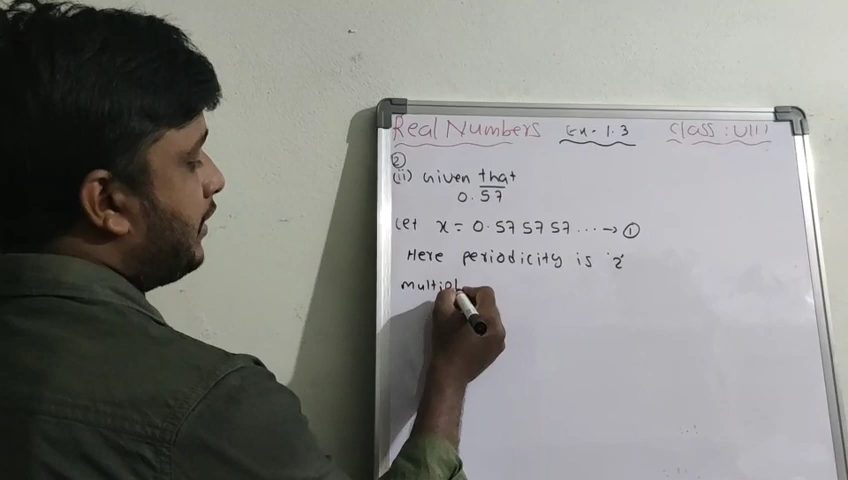 Real Numbers Ex - 1.3 Class : VIII
②
(ii) Given that
0.57
Let x = 0.57 57 57 ... → ①
Here periodicity is '2'
multipl